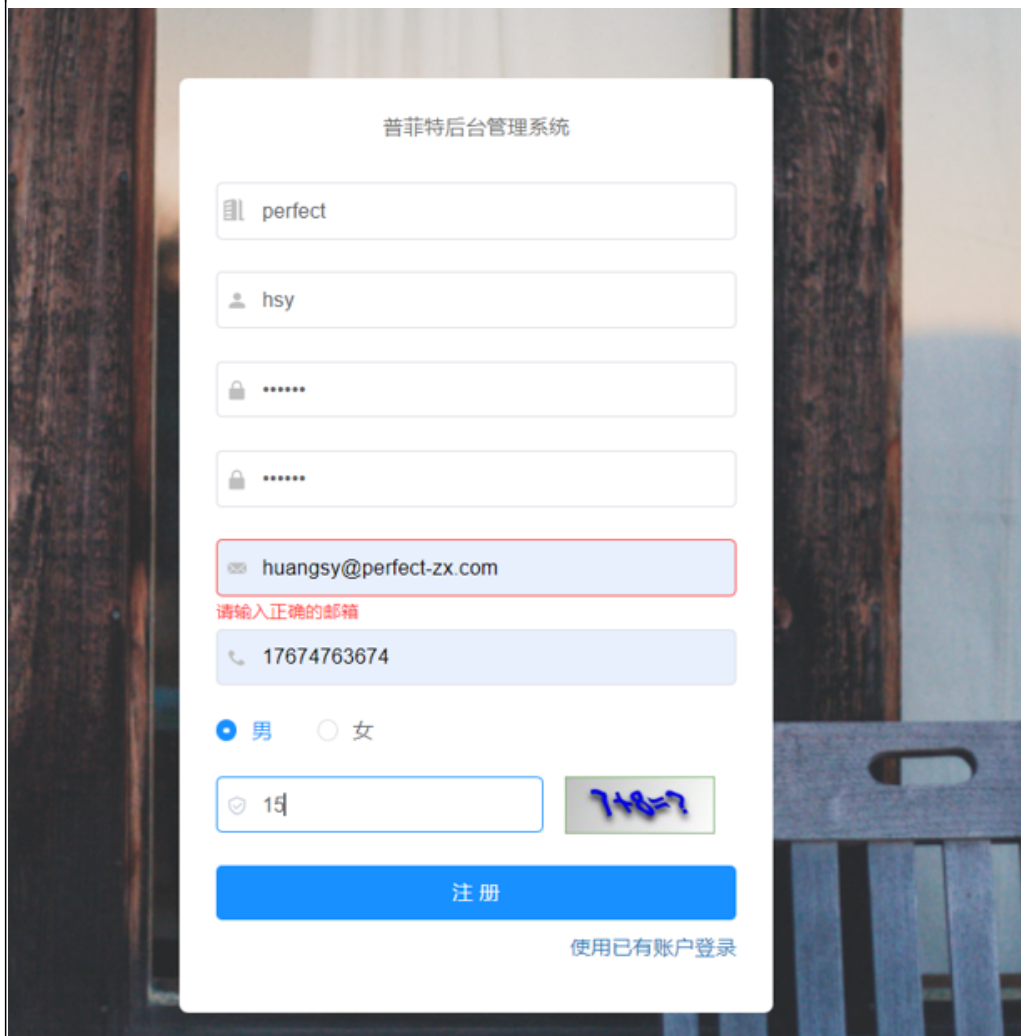 普菲特后台管理系统
perfect
hsy
••••••
••••••
huangsy@perfect-zx.com
请输入正确的邮箱
17674763674
男 女
15 7+8=?
注册
使用已有账户登录